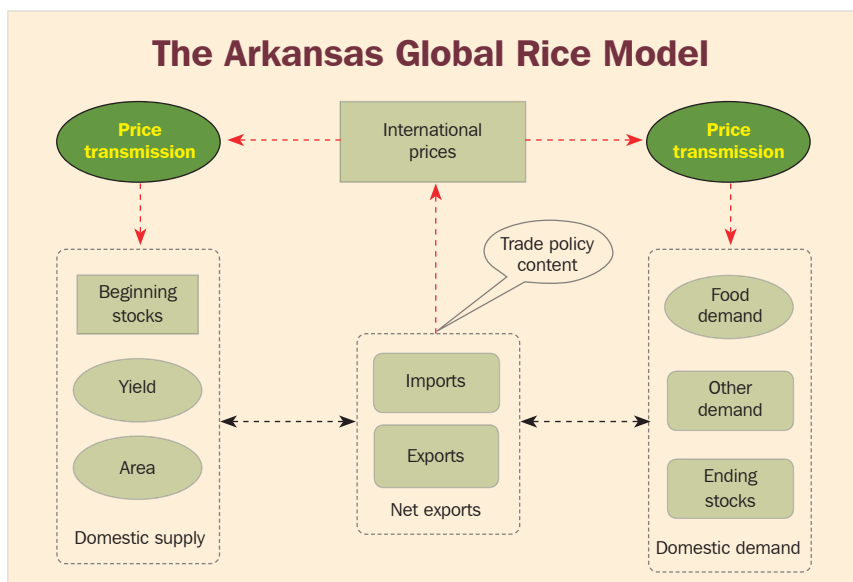 The Arkansas Global Rice Model
Price
transmission
International
prices
Price
transmission
Trade policy
content
Beginning
stocks
Yield
Area
Domestic supply
Imports
Exports
Net exports
Food
demand
Other
demand
Ending
stocks
Domestic demand